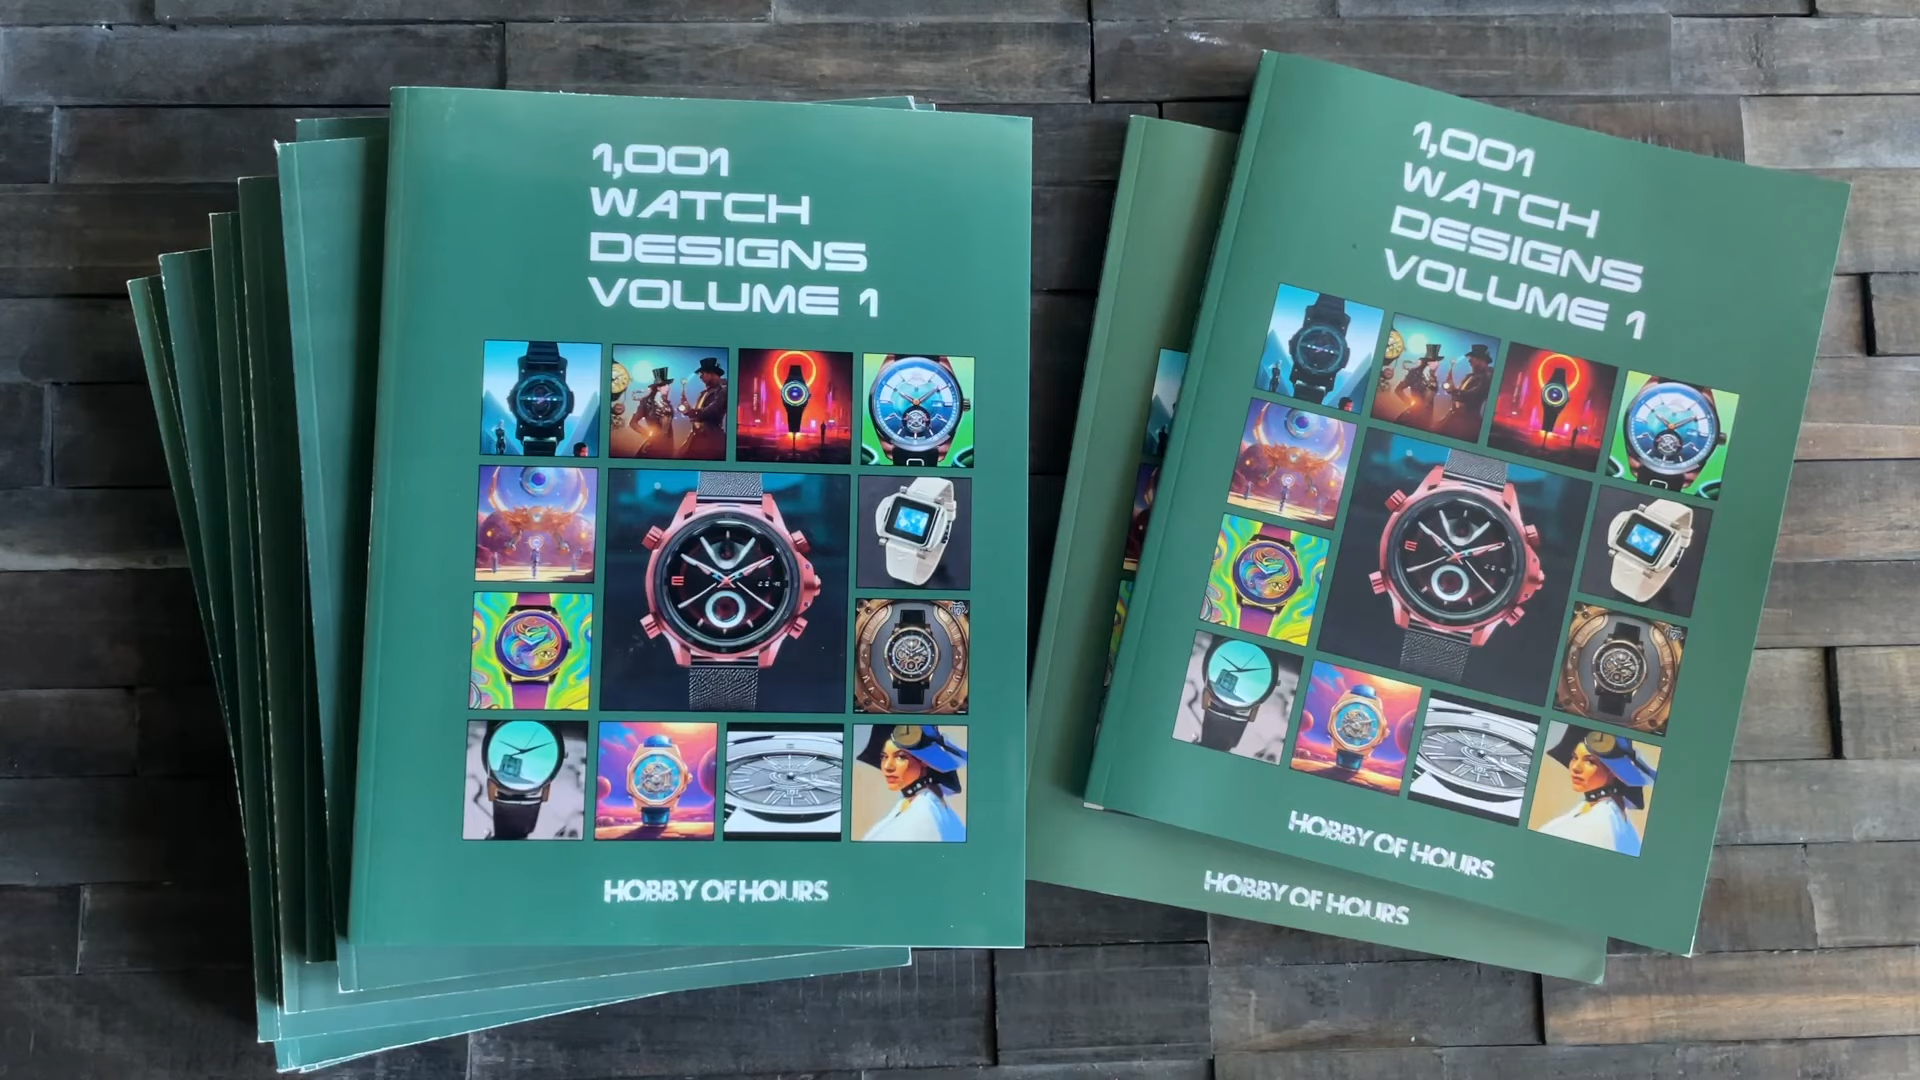 1,001
WATCH
DESIGNS
VOLUME 1
HOBBY OF HOURS
1,001
WATCH
DESIGNS
VOLUME 1
HOBBY OF HOURS
HOBBY OF HOURS